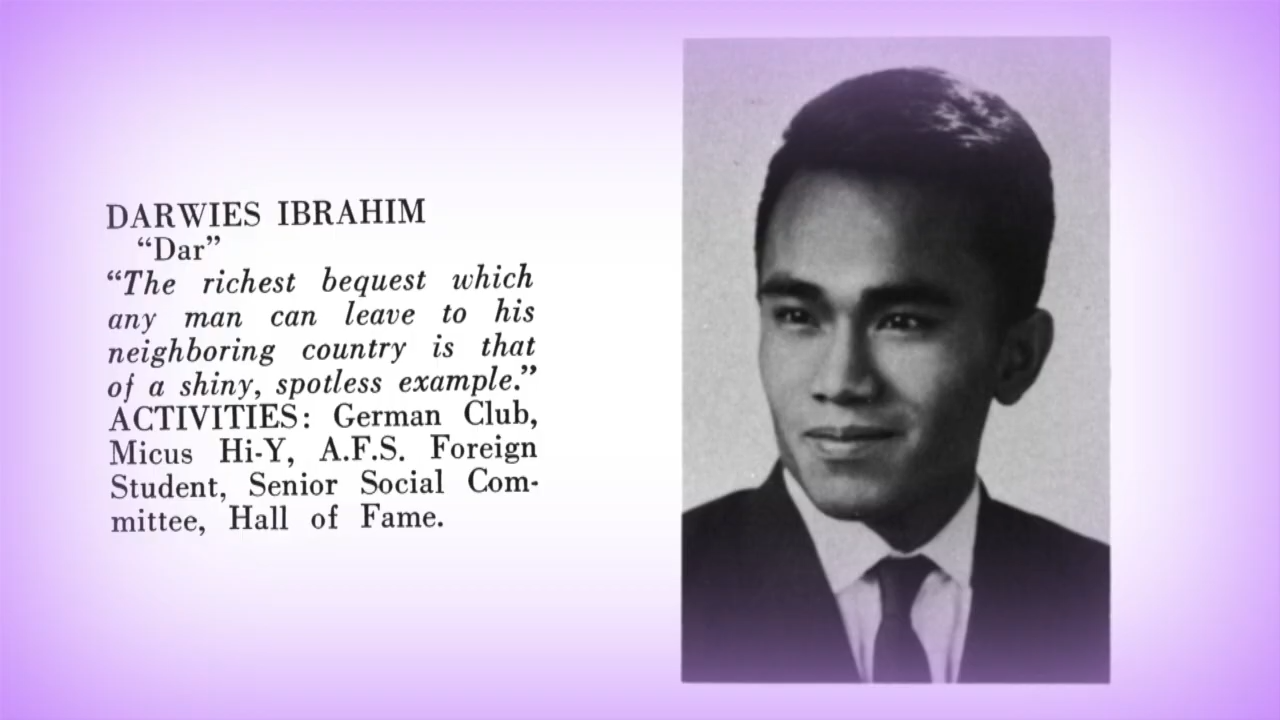 DARWIES IBRAHIM
“Dar”
“The richest bequest which
any man can leave to his
neighboring country is that
of a shiny, spotless example.”
ACTIVITIES: German Club,
Micus Hi-Y, A.F.S. Foreign
Student, Senior Social Com-
mittee, Hall of Fame.